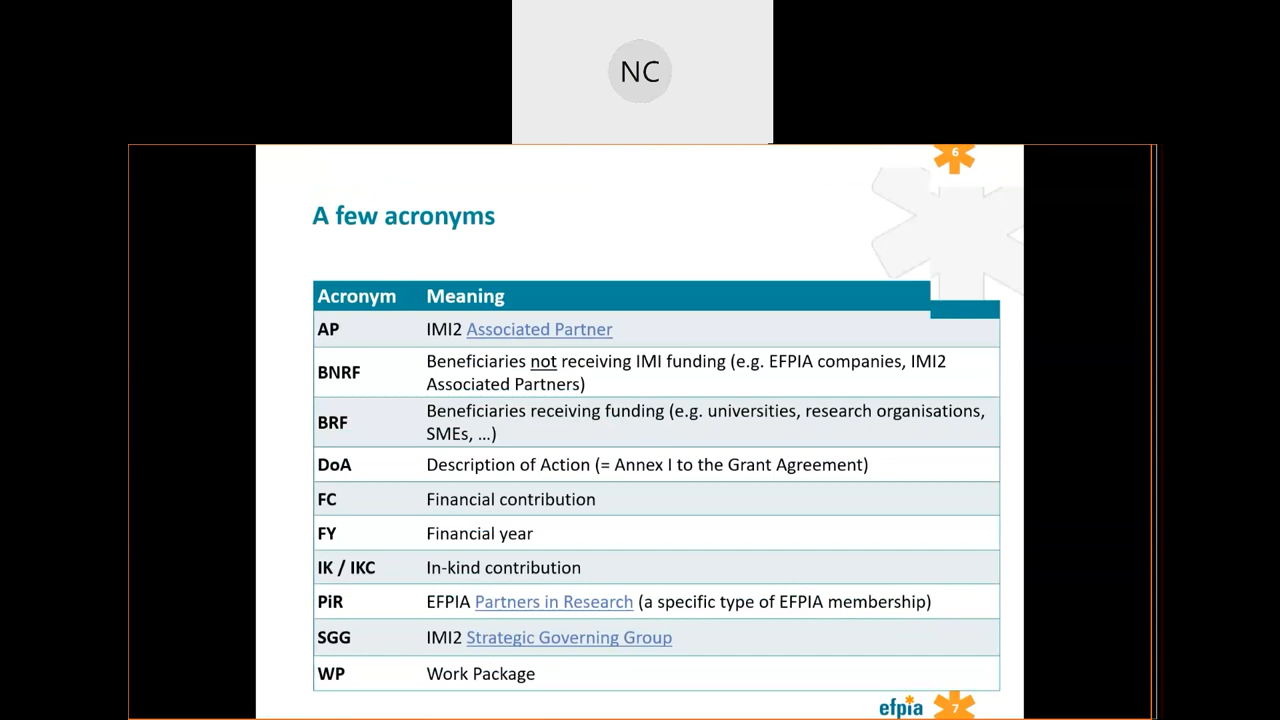 NC
6
A few acronyms
Acronym Meaning
AP IMI2 Associated Partner
BNRF Beneficiaries not receiving IMI funding (e.g. EFPIA companies, IMI2
Associated Partners)
BRF Beneficiaries receiving funding (e.g. universities, research organisations,
SMEs, ...)
DoA Description of Action (= Annex I to the Grant Agreement)
FC Financial contribution
FY Financial year
IK / IKC In-kind contribution
PiR EFPIA Partners in Research (a specific type of EFPIA membership)
SGG IMI2 Strategic Governing Group
WP Work Package
efpia 7